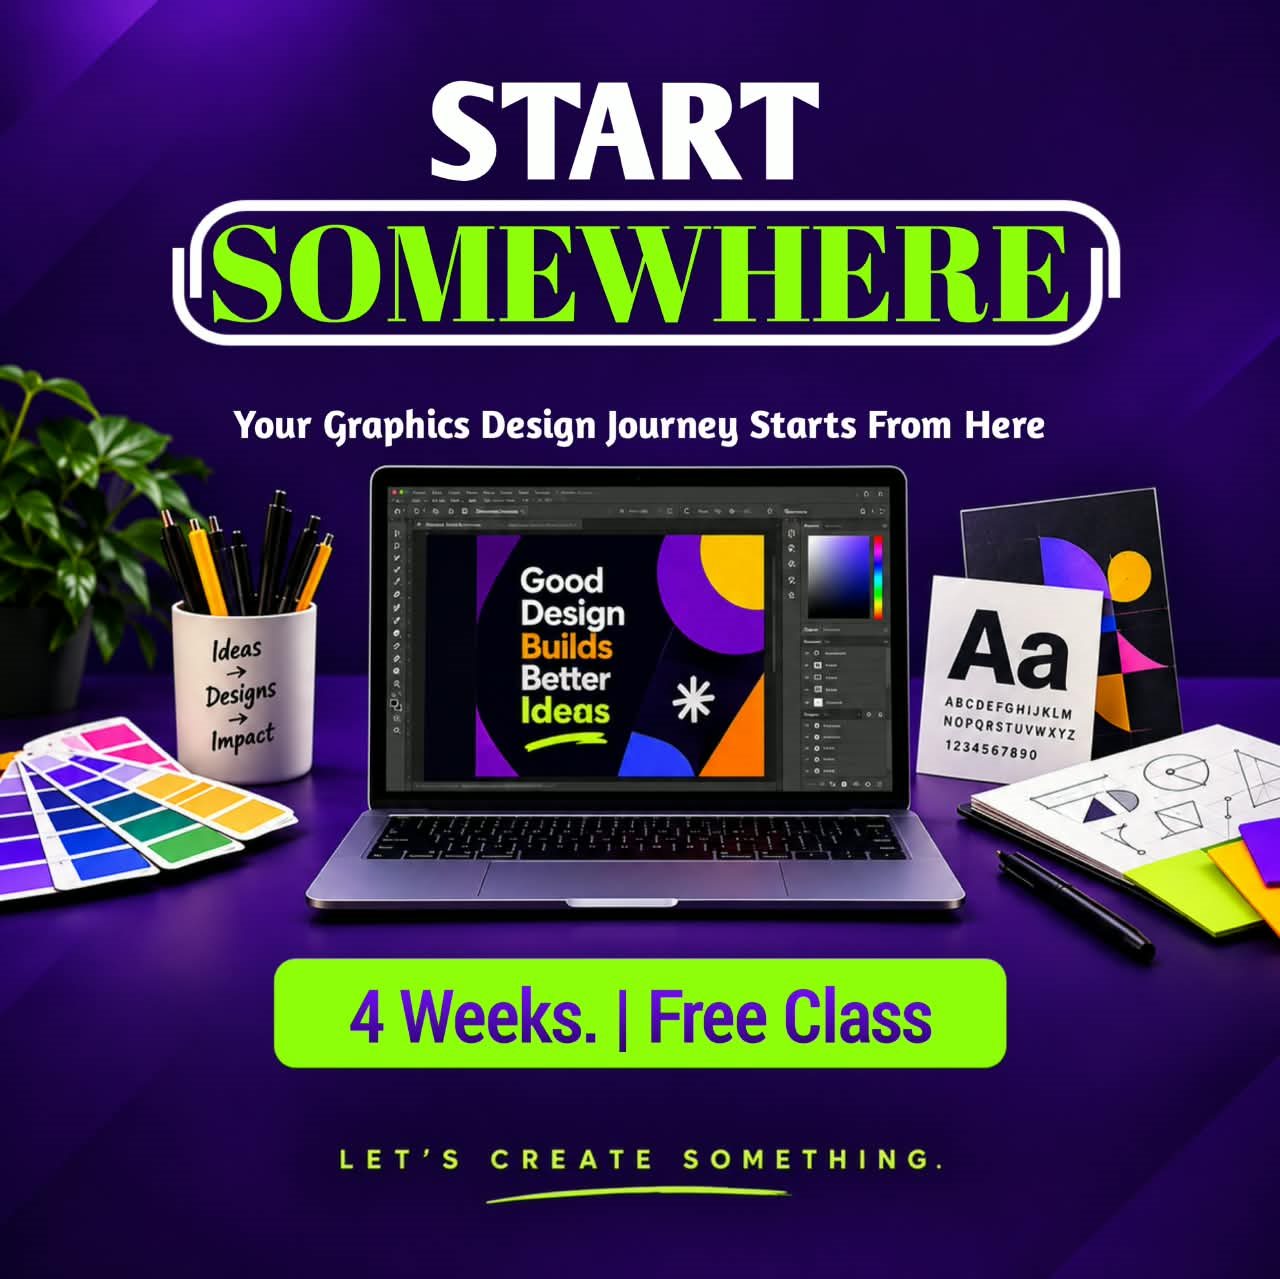 START
SOMEWHERE
Your Graphics Design Journey Starts From Here
Good
Design
Builds
Better
Ideas
Ideas
→
Designs
→
Impact
Aa
ABCDEFGHIJKLM
NOPQRSTUVWXYZ
1234567890
4 Weeks. | Free Class
LET'S CREATE SOMETHING.